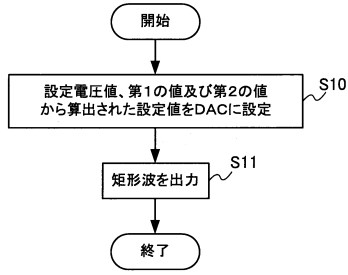 開始
設定電圧値、第1の値及び第2の値
から算出された設定値をDACに設定
S10
矩形波を出力
S11
終了